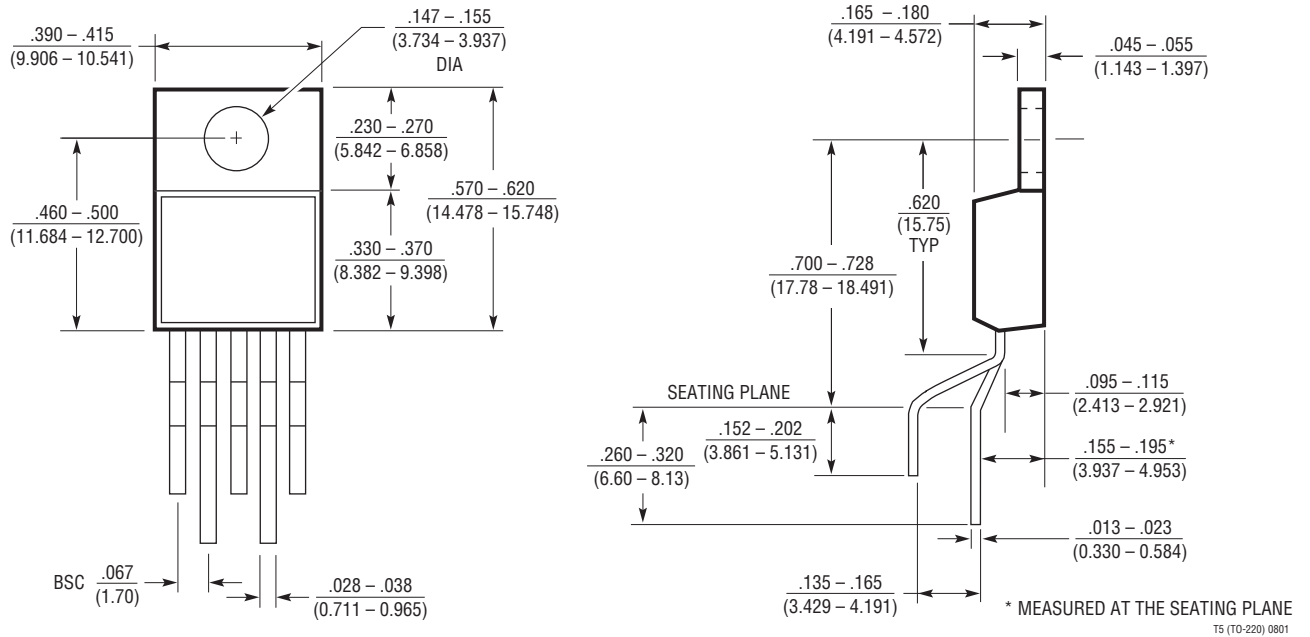 .390 – .415
(9.906 – 10.541)
.147 – .155
(3.734 – 3.937)
DIA
.230 – .270
(5.842 – 6.858)
.570 – .620
(14.478 – 15.748)
.460 – .500
(11.684 – 12.700)
.330 – .370
(8.382 – 9.398)
BSC
.067
(1.70)
.028 – .038
(0.711 – 0.965)
.165 – .180
(4.191 – 4.572)
.045 – .055
(1.143 – 1.397)
.620
(15.75)
TYP
.700 – .728
(17.78 – 18.491)
SEATING PLANE
.152 – .202
(3.861 – 5.131)
.260 – .320
(6.60 – 8.13)
.095 – .115
(2.413 – 2.921)
.155 – .195*
(3.937 – 4.953)
.013 – .023
(0.330 – 0.584)
.135 – .165
(3.429 – 4.191)
* MEASURED AT THE SEATING PLANE
T5 (TO-220) 0801